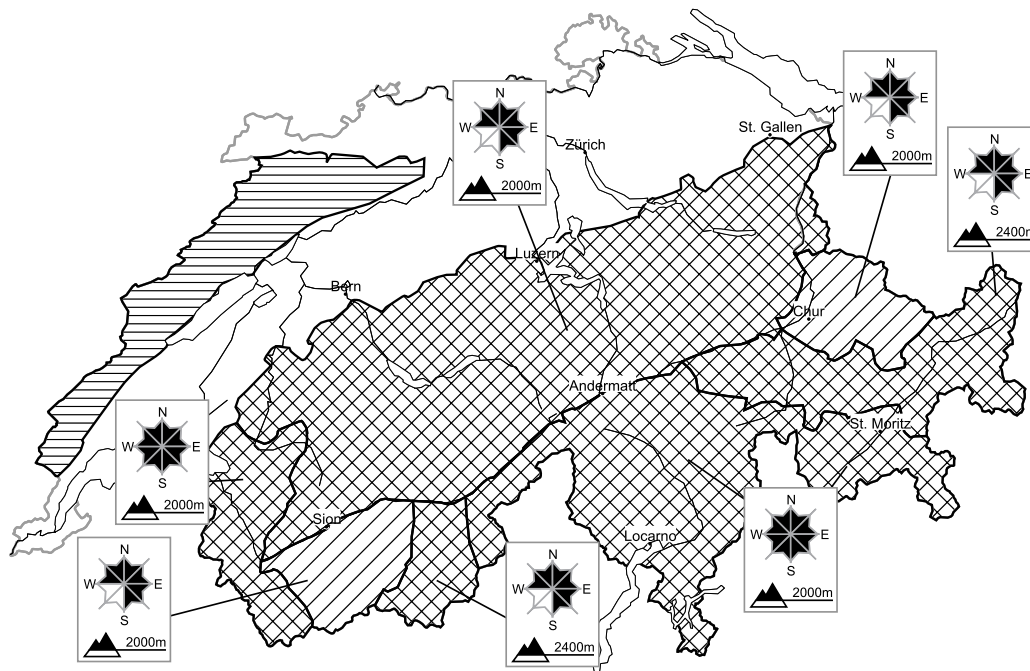 N
W E
S
2000m
N
W E
S
2000m
St. Gallen
Zürich
N
W E
S
2400m
Luzern
Bern
Chur
Andermatt
St. Moritz
N
W E
S
2000m
Sion
Locarno
N
W E
S
2000m
N
W E
S
2000m
N
W E
S
2400m